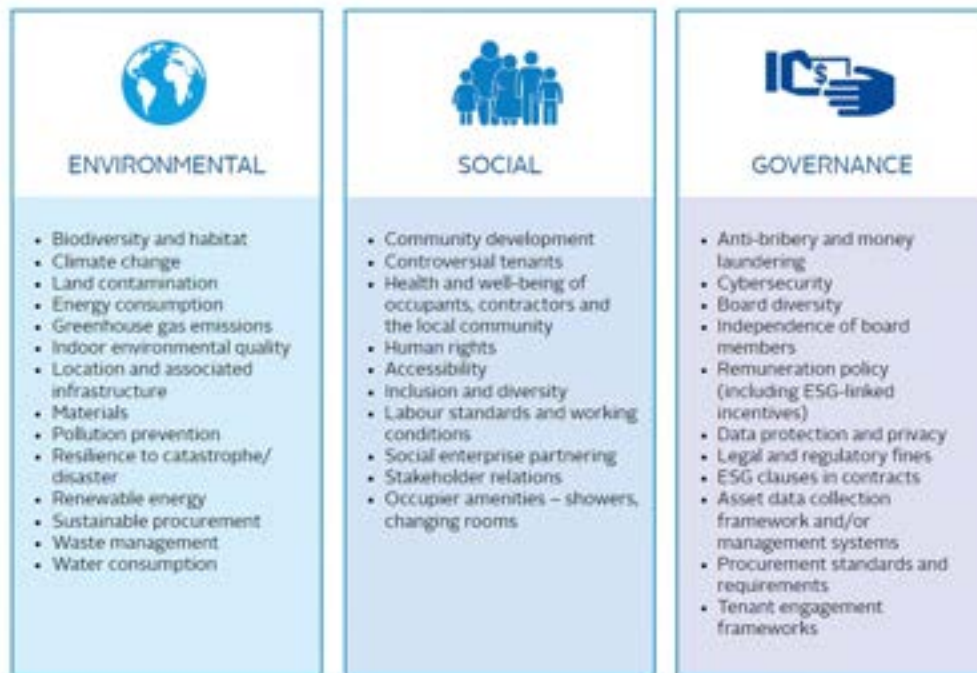 ENVIRONMENTAL
• Biodiversity and habitat
• Climate change
• Land contamination
• Energy consumption
• Greenhouse gas emissions
• Indoor environmental quality
• Location and associated
infrastructure
• Materials
• Pollution prevention
• Resilience to catastrophe/
disaster
• Renewable energy
• Sustainable procurement
• Waste management
• Water consumption
SOCIAL
• Community development
• Controversial tenants
• Health and well-being of
occupants, contractors and
the local community
• Human rights
• Accessibility
• Inclusion and diversity
• Labour standards and working
conditions
• Social enterprise partnering
• Stakeholder relations
• Occupier amenities – showers,
changing rooms
$
GOVERNANCE
• Anti-bribery and money
laundering
• Cybersecurity
• Board diversity
• Independence of board
members
• Remuneration policy
(including ESG-linked
incentives)
• Data protection and privacy
• Legal and regulatory fines
• ESG clauses in contracts
• Asset data collection
framework and/or
management systems
• Procurement standards and
requirements
• Tenant engagement
frameworks